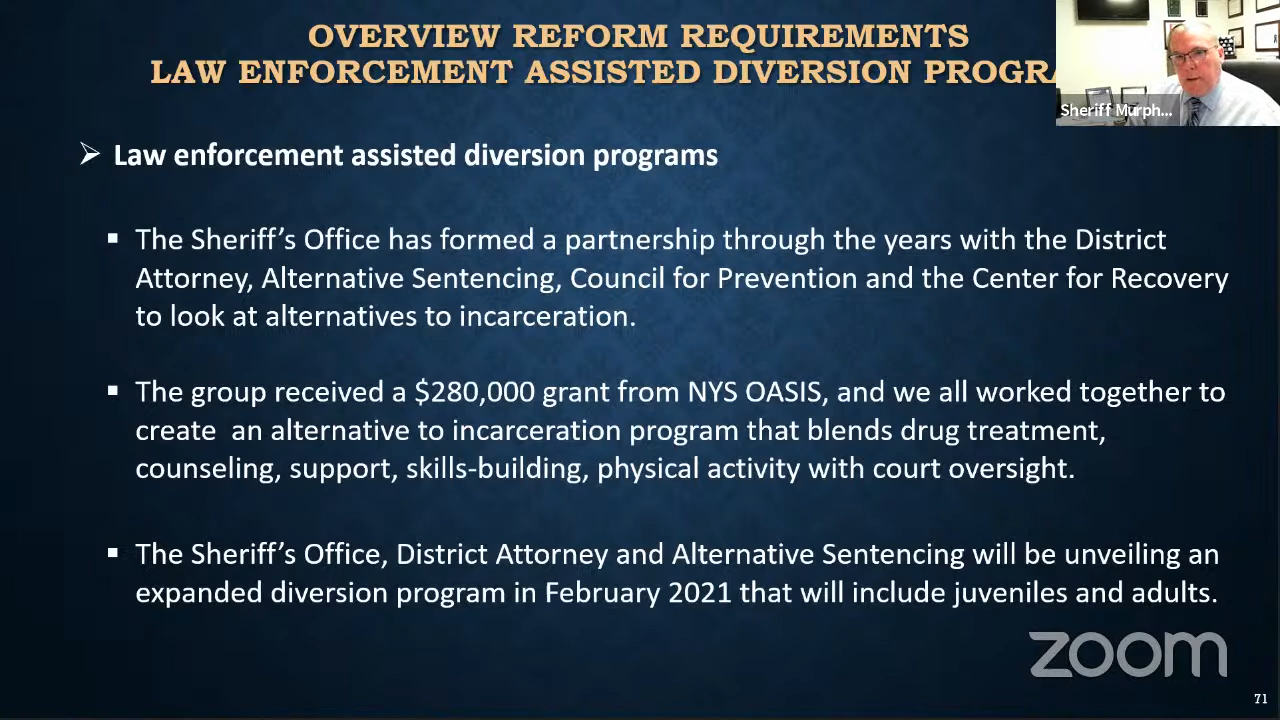 OVERVIEW REFORM REQUIREMENTS
LAW ENFORCEMENT ASSISTED DIVERSION PROGRA
Sheriff Murph...
➢ Law enforcement assisted diversion programs
▪ The Sheriff's Office has formed a partnership through the years with the District
Attorney, Alternative Sentencing, Council for Prevention and the Center for Recovery
to look at alternatives to incarceration.
▪ The group received a $280,000 grant from NYS OASIS, and we all worked together to
create  an alternative to incarceration program that blends drug treatment,
counseling, support, skills-building, physical activity with court oversight.
▪ The Sheriff's Office, District Attorney and Alternative Sentencing will be unveiling an
expanded diversion program in February 2021 that will include juveniles and adults.
zoom
71